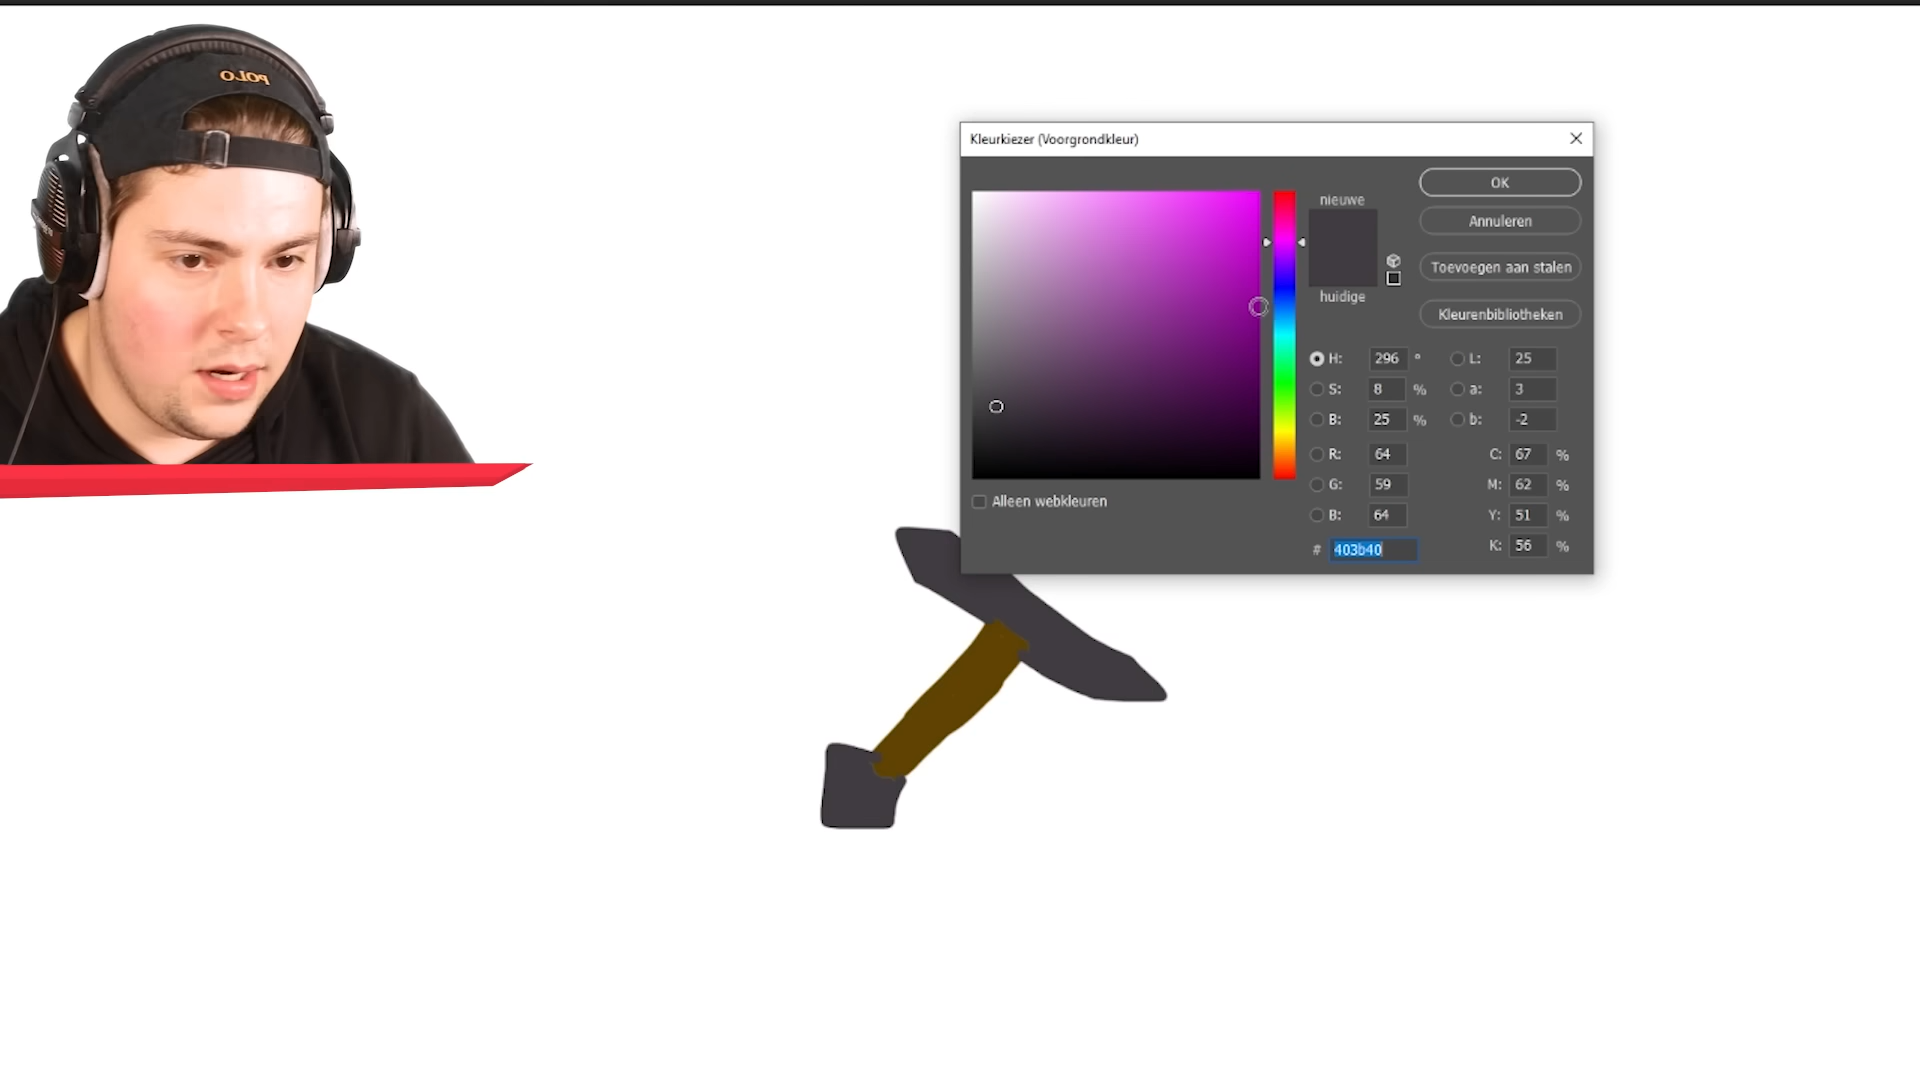 POLO
Kleurkiezer (Voorgrondkleur)
nieuwe
OK
Annuleren
Toevoegen aan stalen
huidige
Kleurenbibliotheken
H: 296 ° L: 25
S: 8 % a: 3
B: 25 % b: -2
R: 64 C: 67 %
G: 59 M: 62 %
Alleen webkleuren
B: 64 Y: 51 %
# 403b40 K: 56 %